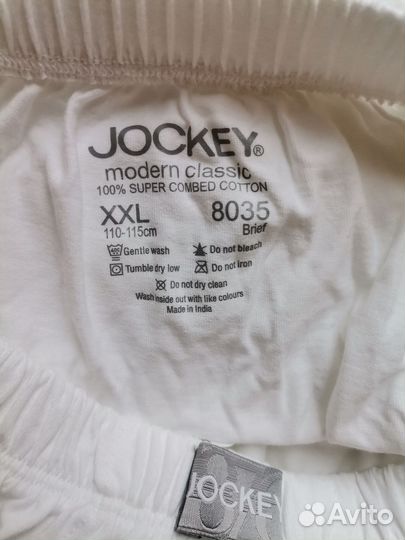 JOCKEY®
modern classic
100% SUPER COMBED COTTON
XXL 8035
110-115cm Brief
40° Gentle wash Do not bleach
Tumble dry low Do not iron
Do not dry clean
Wash inside out with like colours
Made in India
JOCKEY
Avito